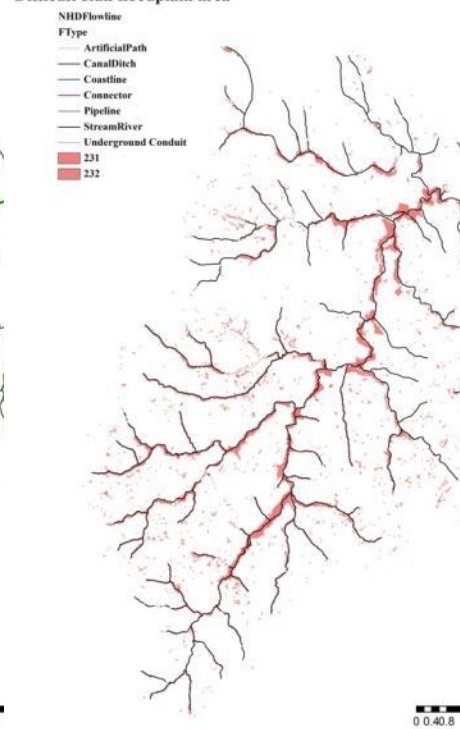 NHDFlowline
FType
ArtificialPath
CanalDitch
Coastline
Connector
Pipeline
StreamRiver
Underground Conduit
231
232
0 0.40.8